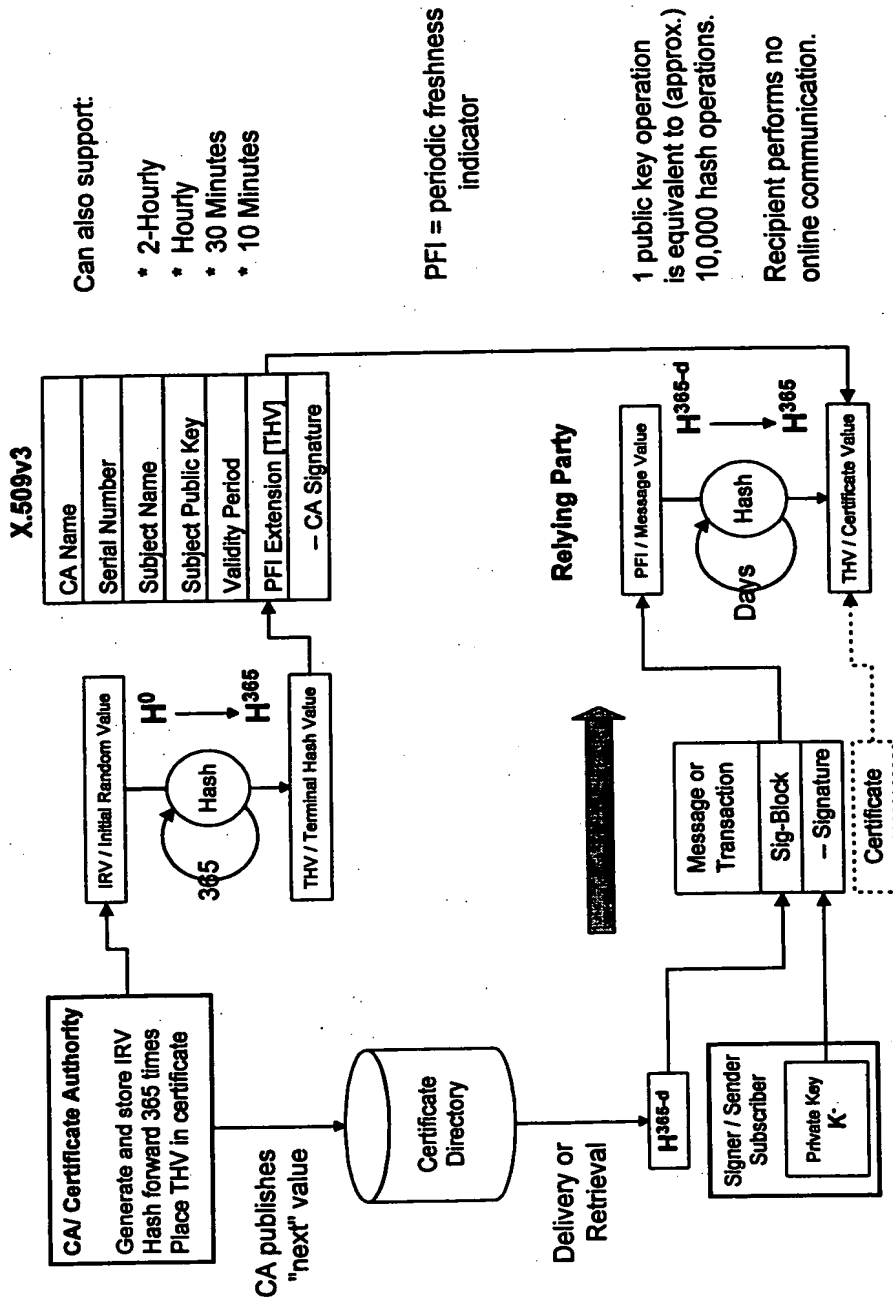 CA/ Certificate Authority
Generate and store IRV
Hash forward 365 times
Place THV in certificate
IRV / Initial Random Value
365
Hash
H⁰
H³⁶⁵
THV / Terminal Hash Value
X.509v3
CA Name
Serial Number
Subject Name
Subject Public Key
Validity Period
PFI Extension [THV]
– CA Signature
Can also support:
* 2-Hourly
* Hourly
* 30 Minutes
* 10 Minutes
CA publishes
"next" value
Certificate
Directory
PFI = periodic freshness
indicator
Delivery or
Retrieval
H³⁶⁵⁻ᵈ
Signer / Sender
Subscriber
Private Key
K-
Message or
Transaction
Sig-Block
– Signature
Certificate
Relying Party
PFI / Message Value
Days
Hash
H³⁶⁵⁻ᵈ
H³⁶⁵
THV / Certificate Value
1 public key operation
is equivalent to (approx.)
10,000 hash operations.
Recipient performs no
online communication.